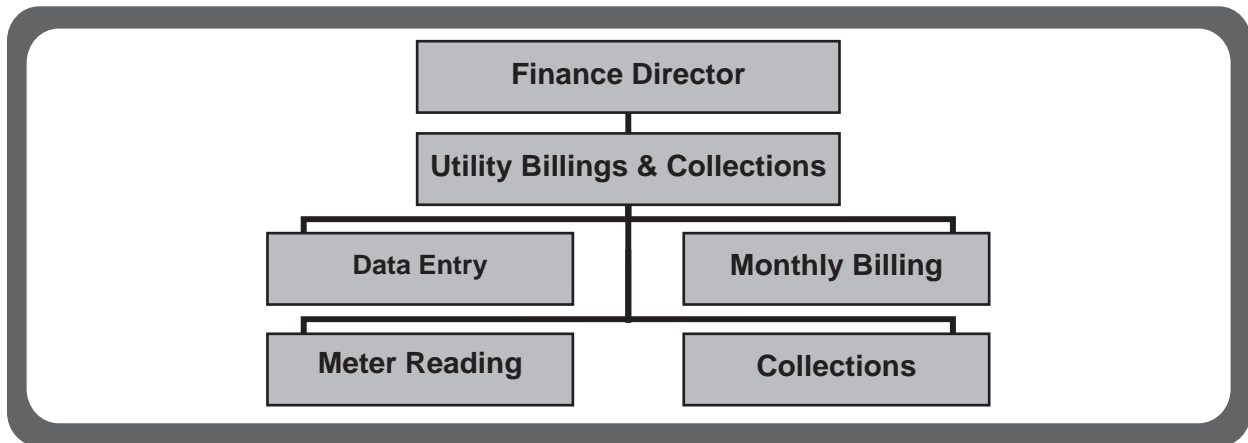 Finance Director
Utility Billings & Collections
Data Entry
Monthly Billing
Meter Reading
Collections